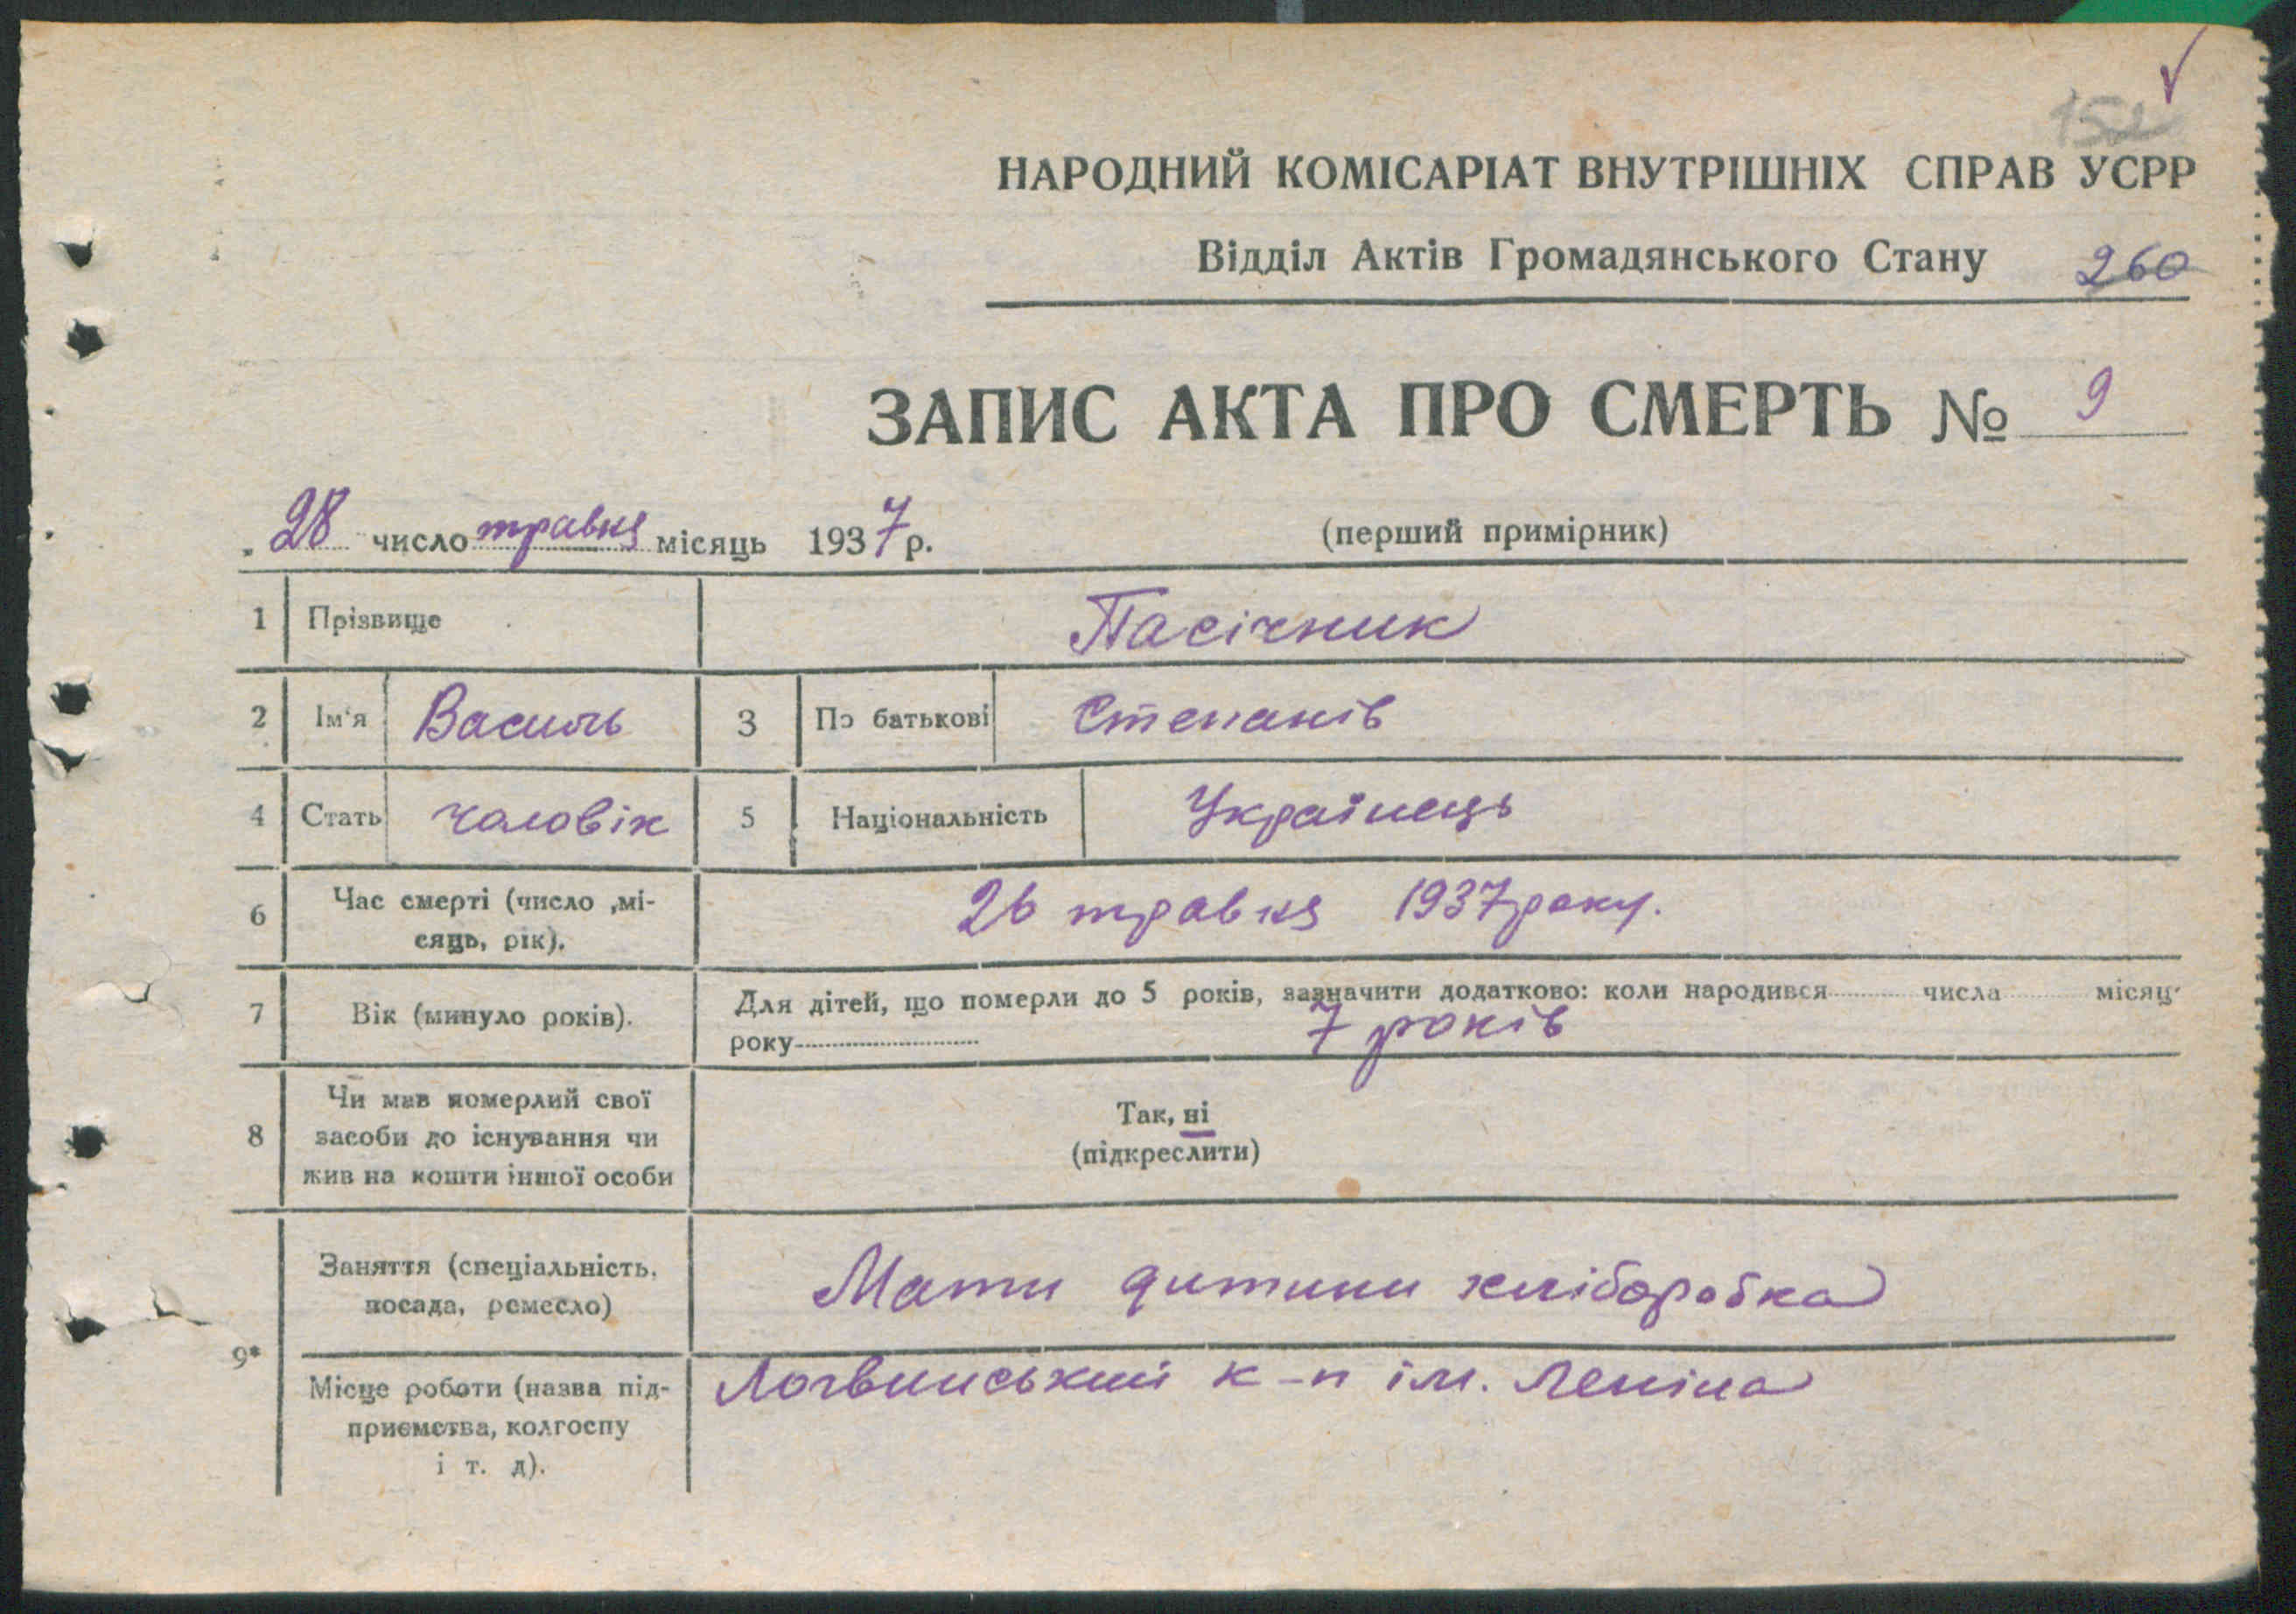 152
НАРОДНИЙ КОМІСАРІАТ ВНУТРІШНІХ СПРАВ УСРР
Відділ Актів Громадянського Стану 260
ЗАПИС АКТА ПРО СМЕРТЬ № 9
28 число травня місяць 1937 р. (перший примірник)
1 Прізвище Пасічник
2 Ім'я Василь 3 По батькові Степанів
4 Стать чоловік 5 Національність Українець
6 Час смерті (число ,мі-
сяць, рік). 26 травня 1937 року.
7 Вік (минуло років). Для дітей, що померли до 5 років, зазначити додатково: коли народився числа місяц
року 7 років
8 Чи мав померлий свої
засоби до існування чи
жив на кошти іншої особи
Так, ні
(підкреслити)
9* Заняття (спеціальність,
посада, ремесло) Мати дитини хліборобка
Місце роботи (назва під-
приємства, колгоспу
і т. д). Логвинський к-п ім. Леніна